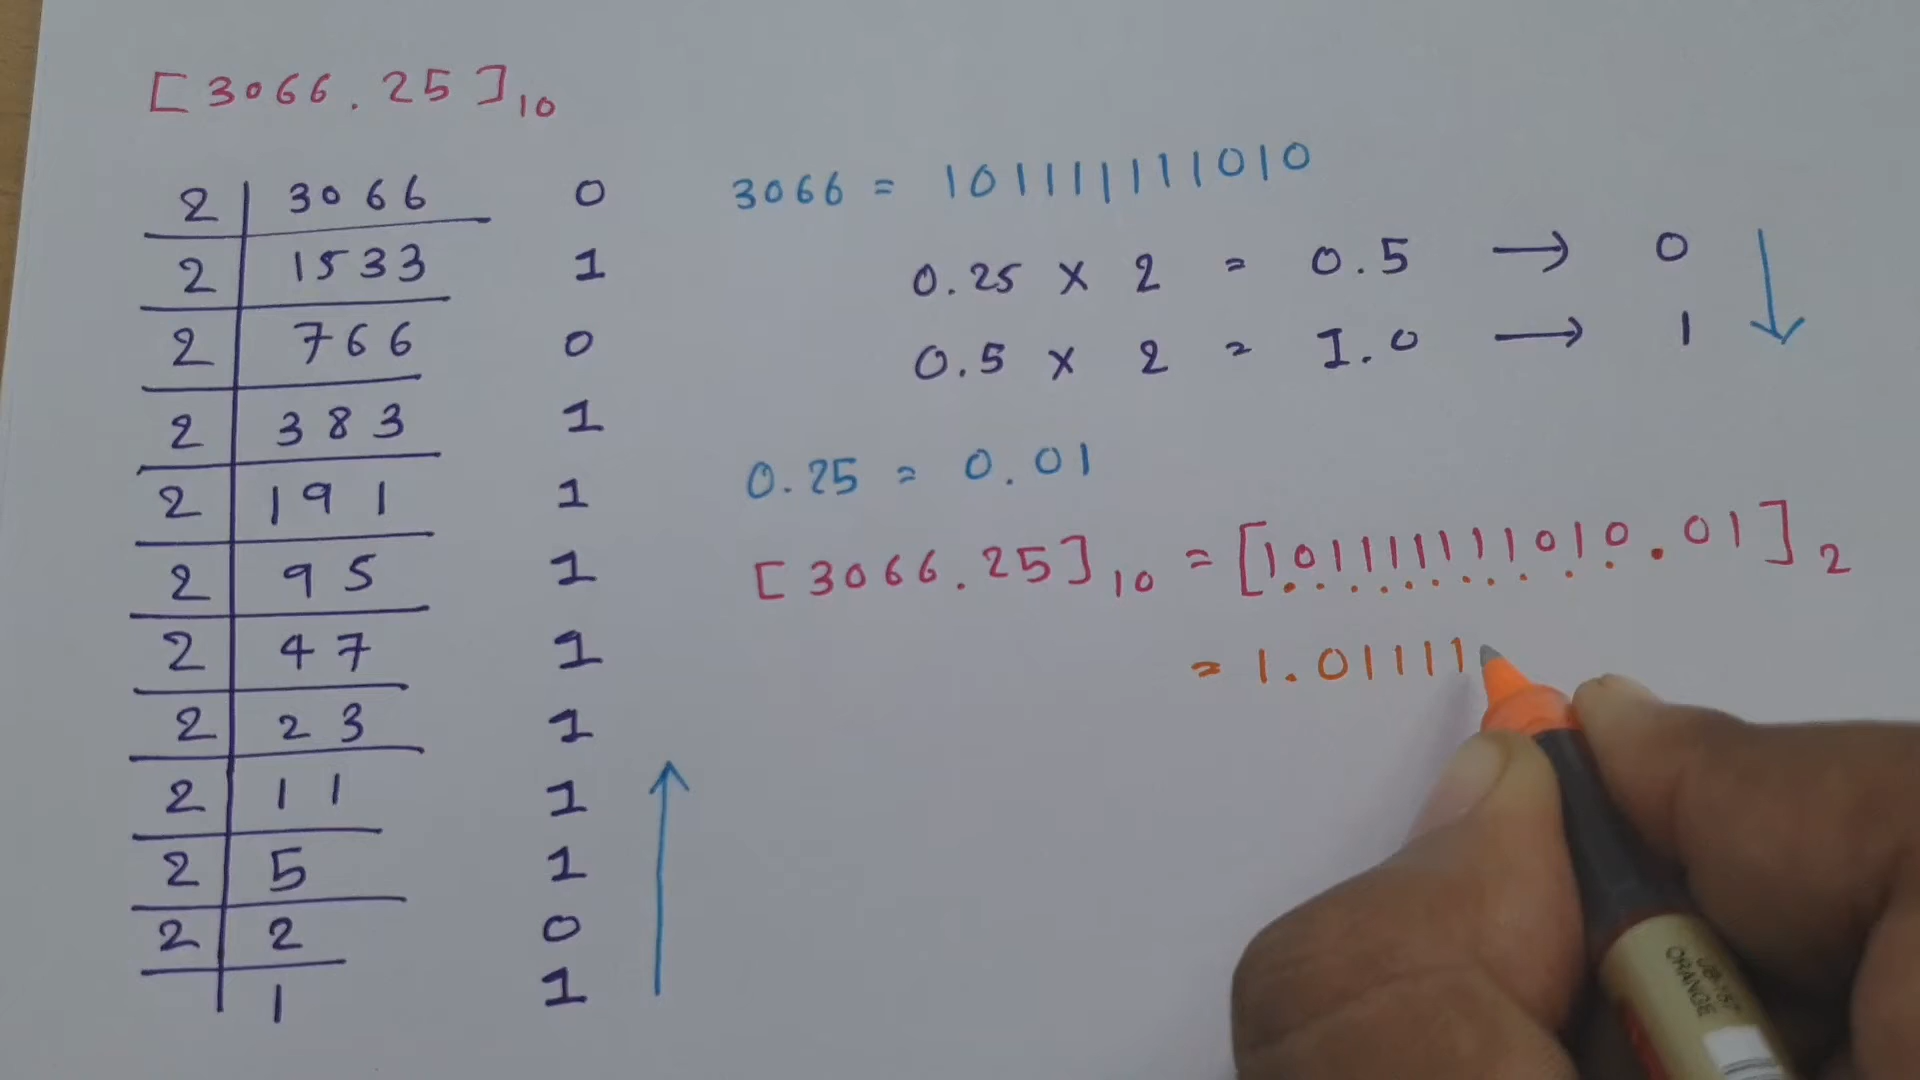 [3066.25]10
2 3066 0
2 1533 1
2 766 0
2 383 1
2 191 1
2 95 1
2 47 1
2 23 1
2 11 1
2 5 1
2 2 0
1 1
3066 = 101111111010
0.25 x 2 = 0.5 → 0
0.5 x 2 = 1.0 → 1
0.25 = 0.01
[3066.25]10 = [101111111010.01]2
= 1.01111
ORANGE